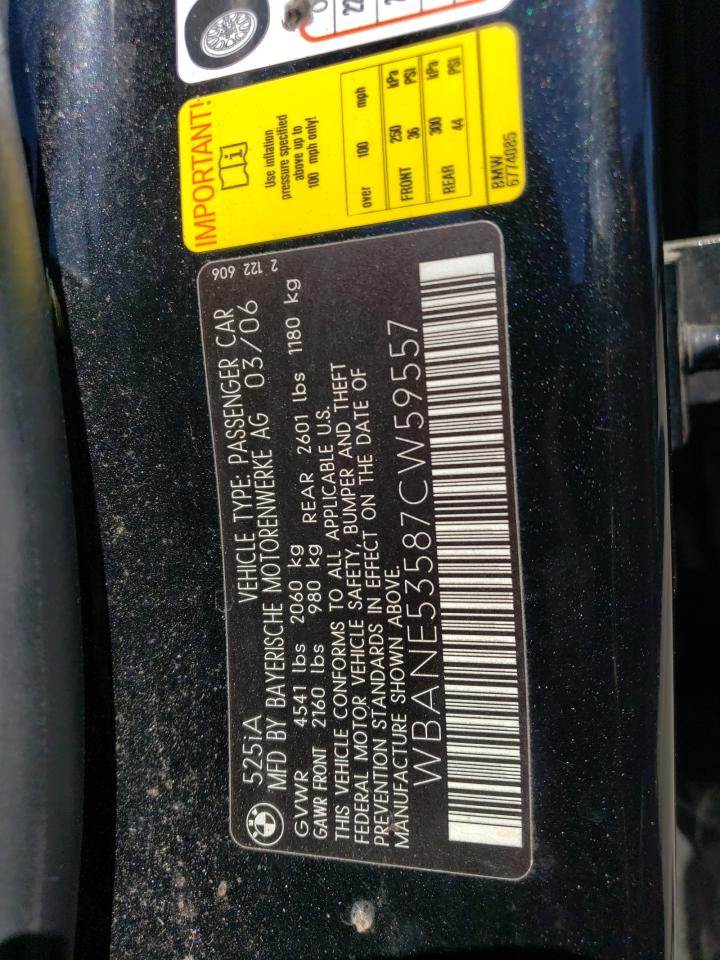 2 122 606
525iA VEHICLE TYPE: PASSENGER CAR
MFD BY BAYERISCHE MOTORENWERKE AG 03/06
GVWR 4541 lbs 2060 kg
GAWR FRONT 2160 lbs 980 kg REAR 2601 lbs 1180 kg
THIS VEHICLE CONFORMS TO ALL APPLICABLE U.S.
FEDERAL MOTOR VEHICLE SAFETY, BUMPER AND THEFT
PREVENTION STANDARDS IN EFFECT ON THE DATE OF
MANUFACTURE SHOWN ABOVE.
WBANE53587CW59557
IMPORTANT!
Use inflation
pressure specified
above up to
100 mph only!
over 100 mph
FRONT 250 kPa
36 PSI
REAR 300 kPa
44 PSI
BMW
6774085